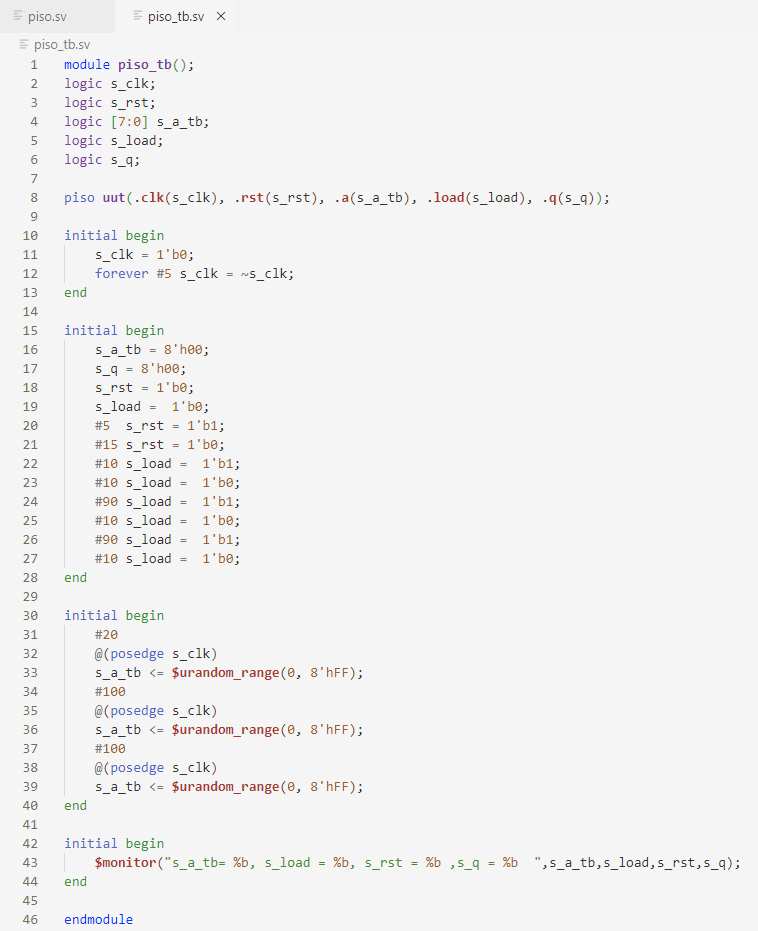 piso.sv
piso_tb.sv ×
piso_tb.sv
1 module piso_tb();
2 logic s_clk;
3 logic s_rst;
4 logic [7:0] s_a_tb;
5 logic s_load;
6 logic s_q;
7
8 piso uut(.clk(s_clk), .rst(s_rst), .a(s_a_tb), .load(s_load), .q(s_q));
9
10 initial begin
11     s_clk = 1'b0;
12     forever #5 s_clk = ~s_clk;
13 end
14
15 initial begin
16     s_a_tb = 8'h00;
17     s_q = 8'h00;
18     s_rst = 1'b0;
19     s_load =  1'b0;
20     #5  s_rst = 1'b1;
21     #15 s_rst = 1'b0;
22     #10 s_load =  1'b1;
23     #10 s_load =  1'b0;
24     #90 s_load =  1'b1;
25     #10 s_load =  1'b0;
26     #90 s_load =  1'b1;
27     #10 s_load =  1'b0;
28 end
29
30 initial begin
31     #20
32     @(posedge s_clk)
33     s_a_tb <= $urandom_range(0, 8'hFF);
34     #100
35     @(posedge s_clk)
36     s_a_tb <= $urandom_range(0, 8'hFF);
37     #100
38     @(posedge s_clk)
39     s_a_tb <= $urandom_range(0, 8'hFF);
40 end
41
42 initial begin
43     $monitor("s_a_tb= %b, s_load = %b, s_rst = %b ,s_q = %b  ",s_a_tb,s_load,s_rst,s_q);
44 end
45
46 endmodule